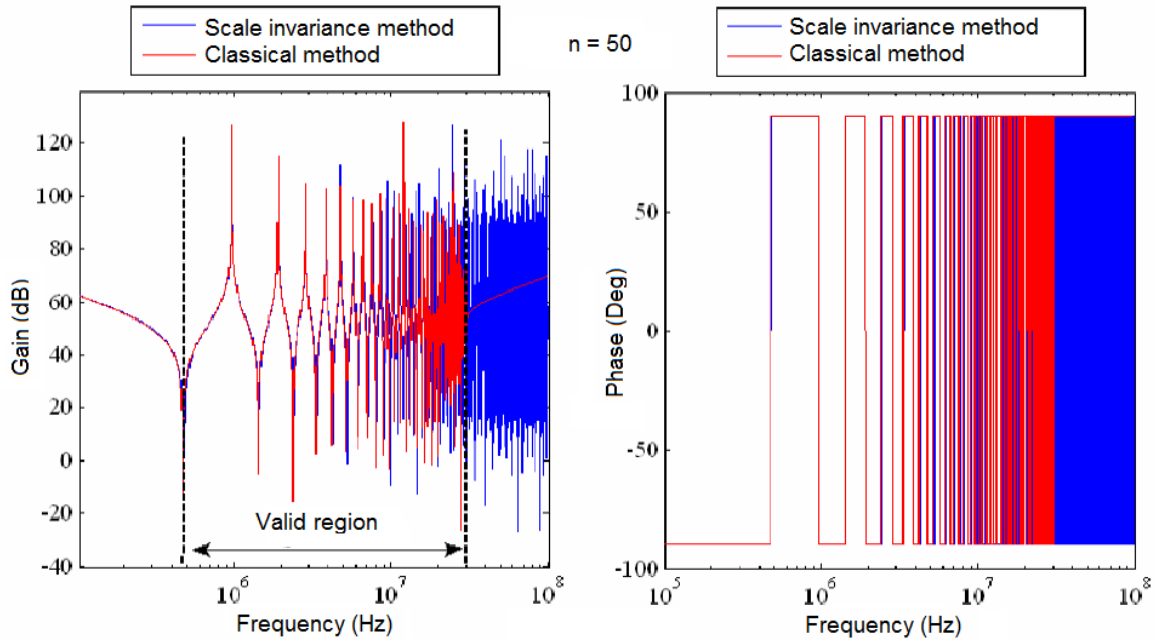 Scale invariance method
Classical method
n = 50
Scale invariance method
Classical method
Gain (dB)
120
100
80
60
40
20
0
-20
-40
Valid region
10^6
10^7
10^8
Frequency (Hz)
Phase (Deg)
100
50
0
-50
-100
10^5
10^6
10^7
10^8
Frequency (Hz)